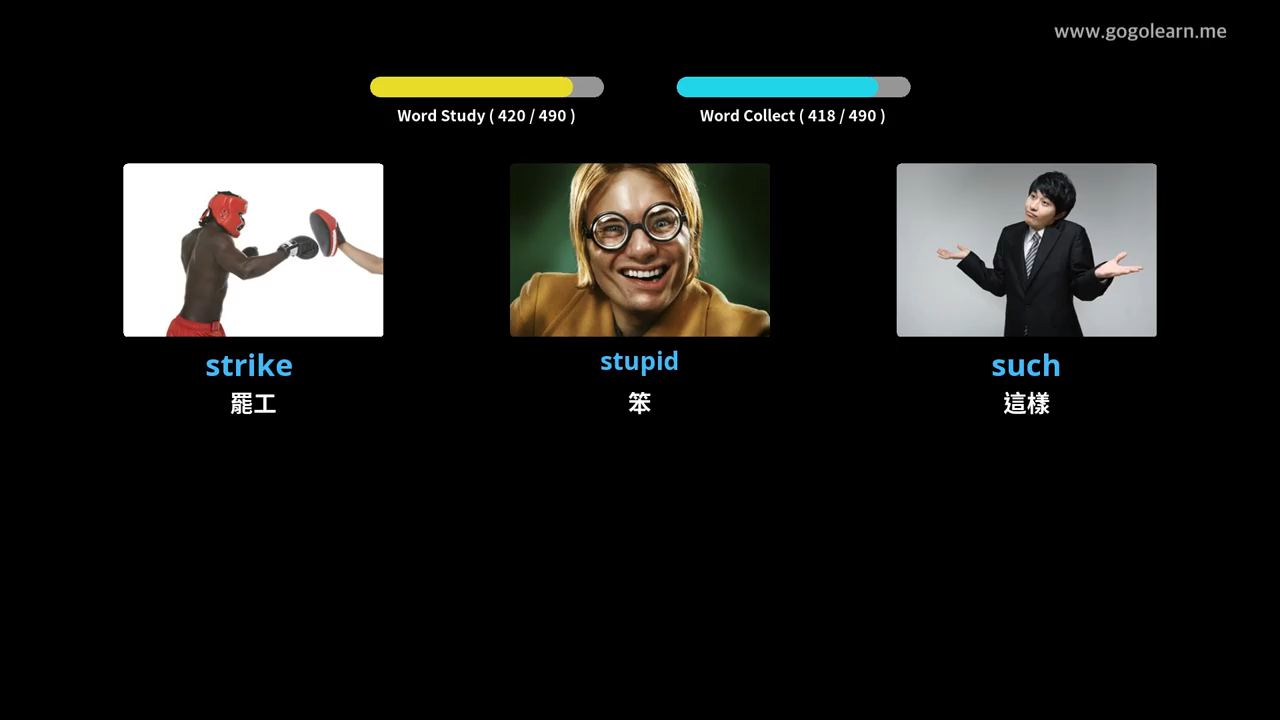 www.gogolearn.me
Word Study ( 420 / 490 )
Word Collect ( 418 / 490 )
strike
stupid
such
罷工
笨
這樣